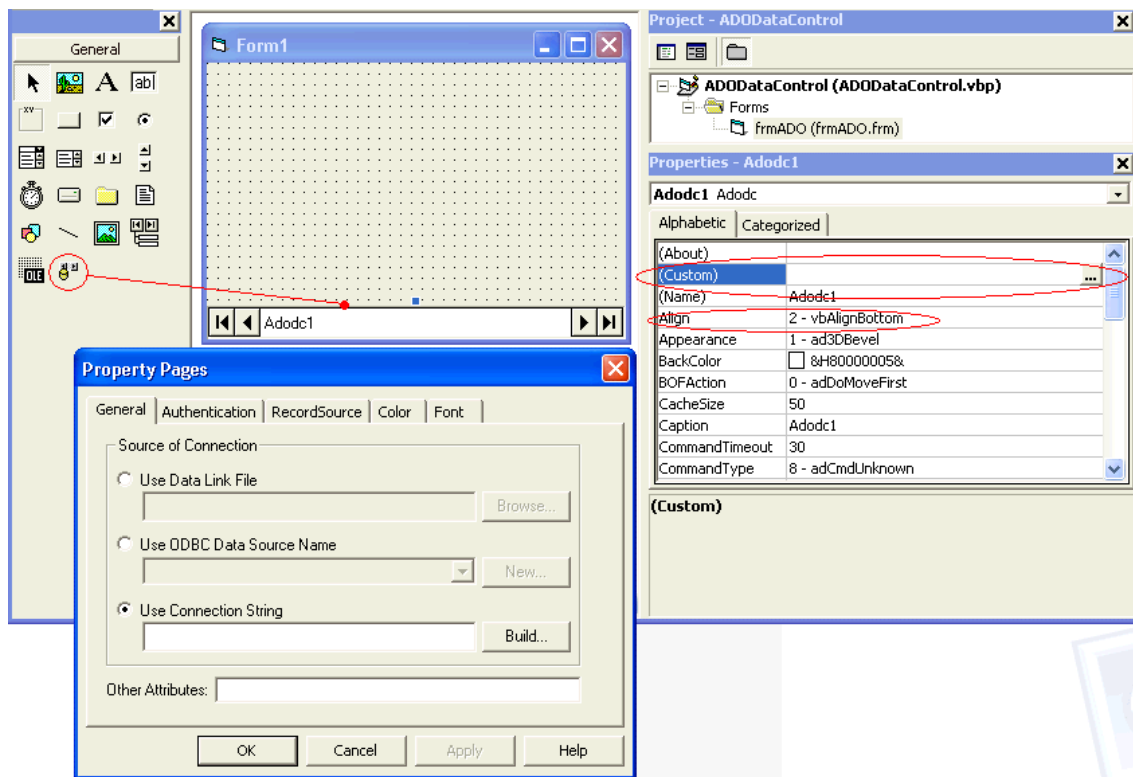 General
A
ab
XV
OLE
Form1
Adodc1
Project - ADODataControl
ADODataControl (ADODataControl.vbp)
Forms
frmADO (frmADO.frm)
Properties - Adodc1
Adodc1 Adodc
Alphabetic Categorized
(About)
(Custom) ...
(Name) Adodc1
Align 2 - vbAlignBottom
Appearance 1 - ad3DBevel
BackColor &H80000005&
BOFAction 0 - adDoMoveFirst
CacheSize 50
Caption Adodc1
CommandTimeout 30
CommandType 8 - adCmdUnknown
(Custom)
Property Pages
General Authentication RecordSource Color Font
Source of Connection
Use Data Link File
Browse...
Use ODBC Data Source Name
New...
Use Connection String
Build...
Other Attributes:
OK Cancel Apply Help